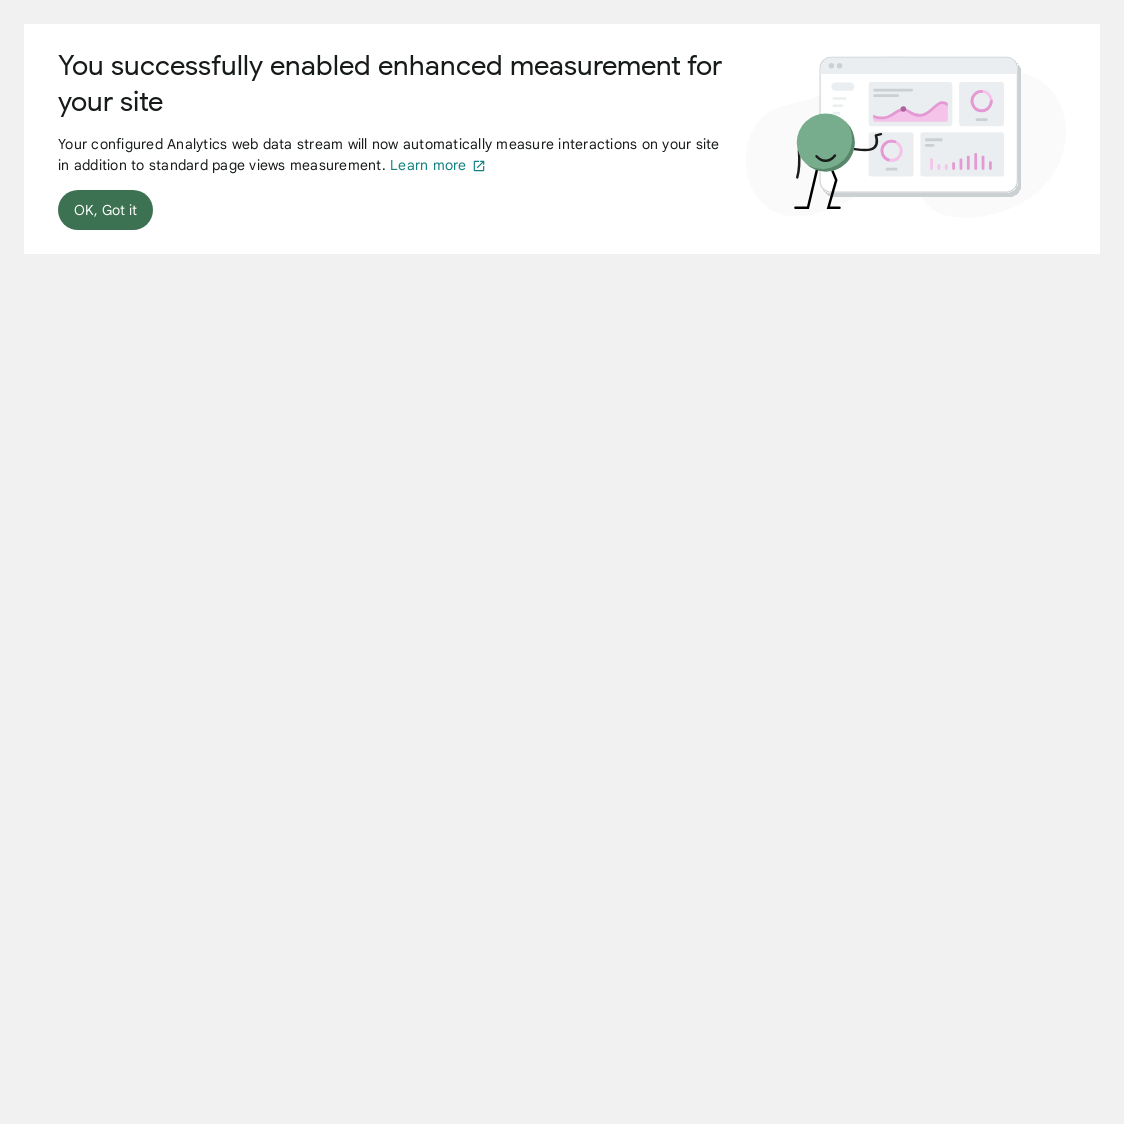 You successfully enabled enhanced measurement for
your site
Your configured Analytics web data stream will now automatically measure interactions on your site
in addition to standard page views measurement. Learn more
OK, Got it